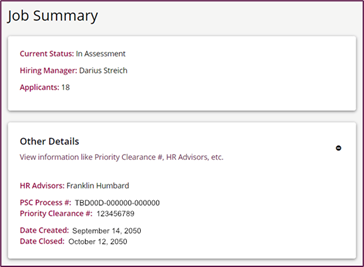 Job Summary
Current Status: In Assessment
Hiring Manager: Darius Streich
Applicants: 18
Other Details
View information like Priority Clearance #, HR Advisors, etc.
HR Advisors: Franklin Humbard
PSC Process #: TBD00D-000000-000000
Priority Clearance #: 123456789
Date Created: September 14, 2050
Date Closed: October 12, 2050